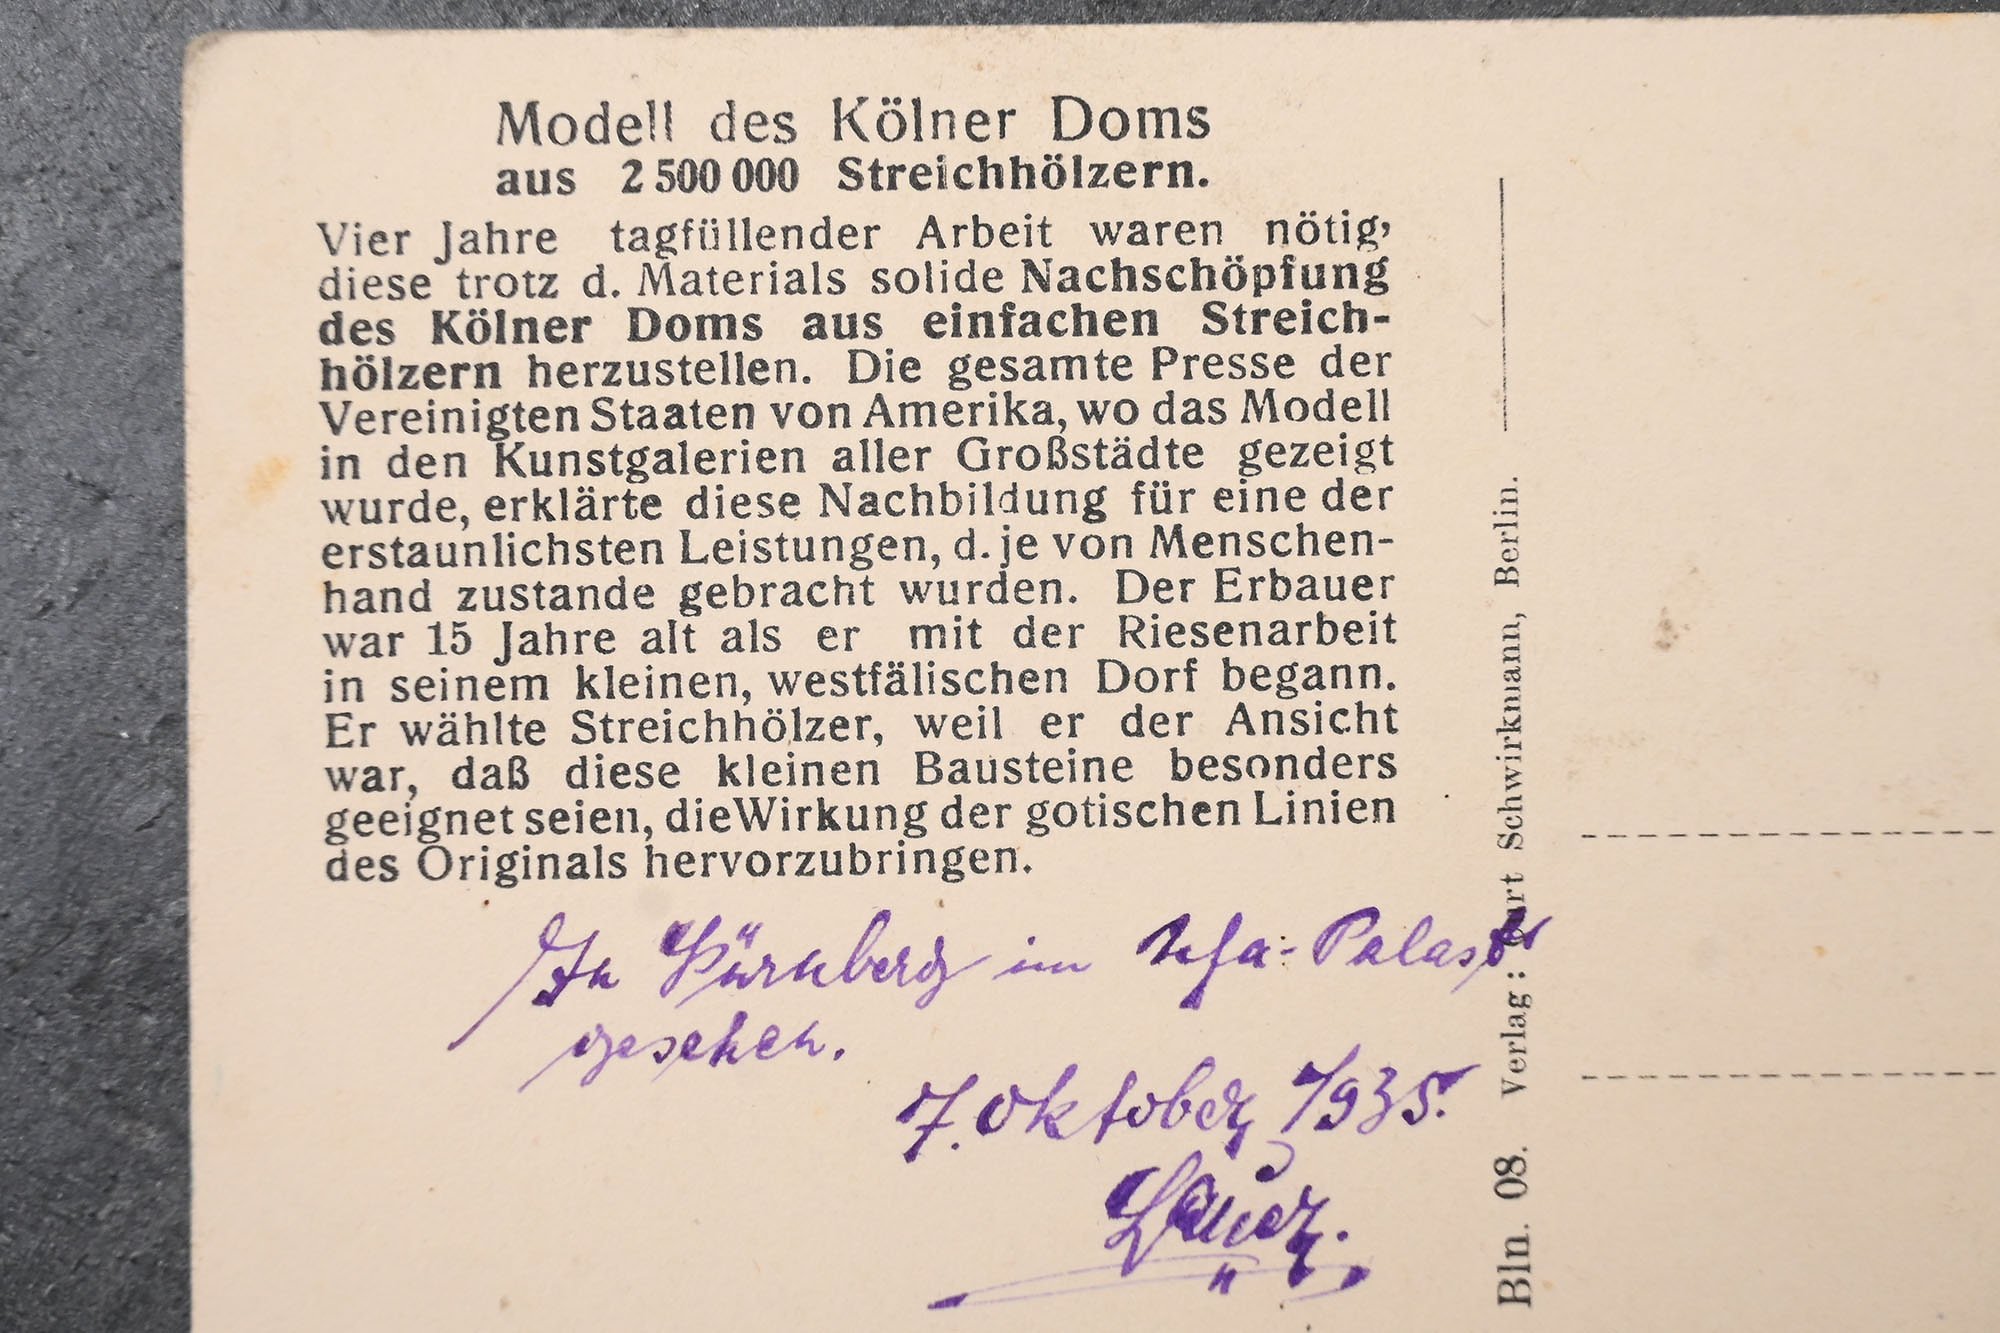 Modell des Kölner Doms
aus 2 500 000 Streichhölzern.
Vier Jahre tagfüllender Arbeit waren nötig,
diese trotz d. Materials solide Nachschöpfung
des Kölner Doms aus einfachen Streich-
hölzern herzustellen. Die gesamte Presse der
Vereinigten Staaten von Amerika, wo das Modell
in den Kunstgalerien aller Großstädte gezeigt
wurde, erklärte diese Nachbildung für eine der
erstaunlichsten Leistungen, d. je von Menschen-
hand zustande gebracht wurden. Der Erbauer
war 15 Jahre alt als er mit der Riesenarbeit
in seinem kleinen, westfälischen Dorf begann.
Er wählte Streichhölzer, weil er der Ansicht
war, daß diese kleinen Bausteine besonders
geeignet seien, die Wirkung der gotischen Linien
des Originals hervorzubringen.
In Nürnberg im Ufa-Palast
gesehen.
7. Oktober 1935.
Bln. 08. Verlag: Curt Schwirkmann, Berlin.